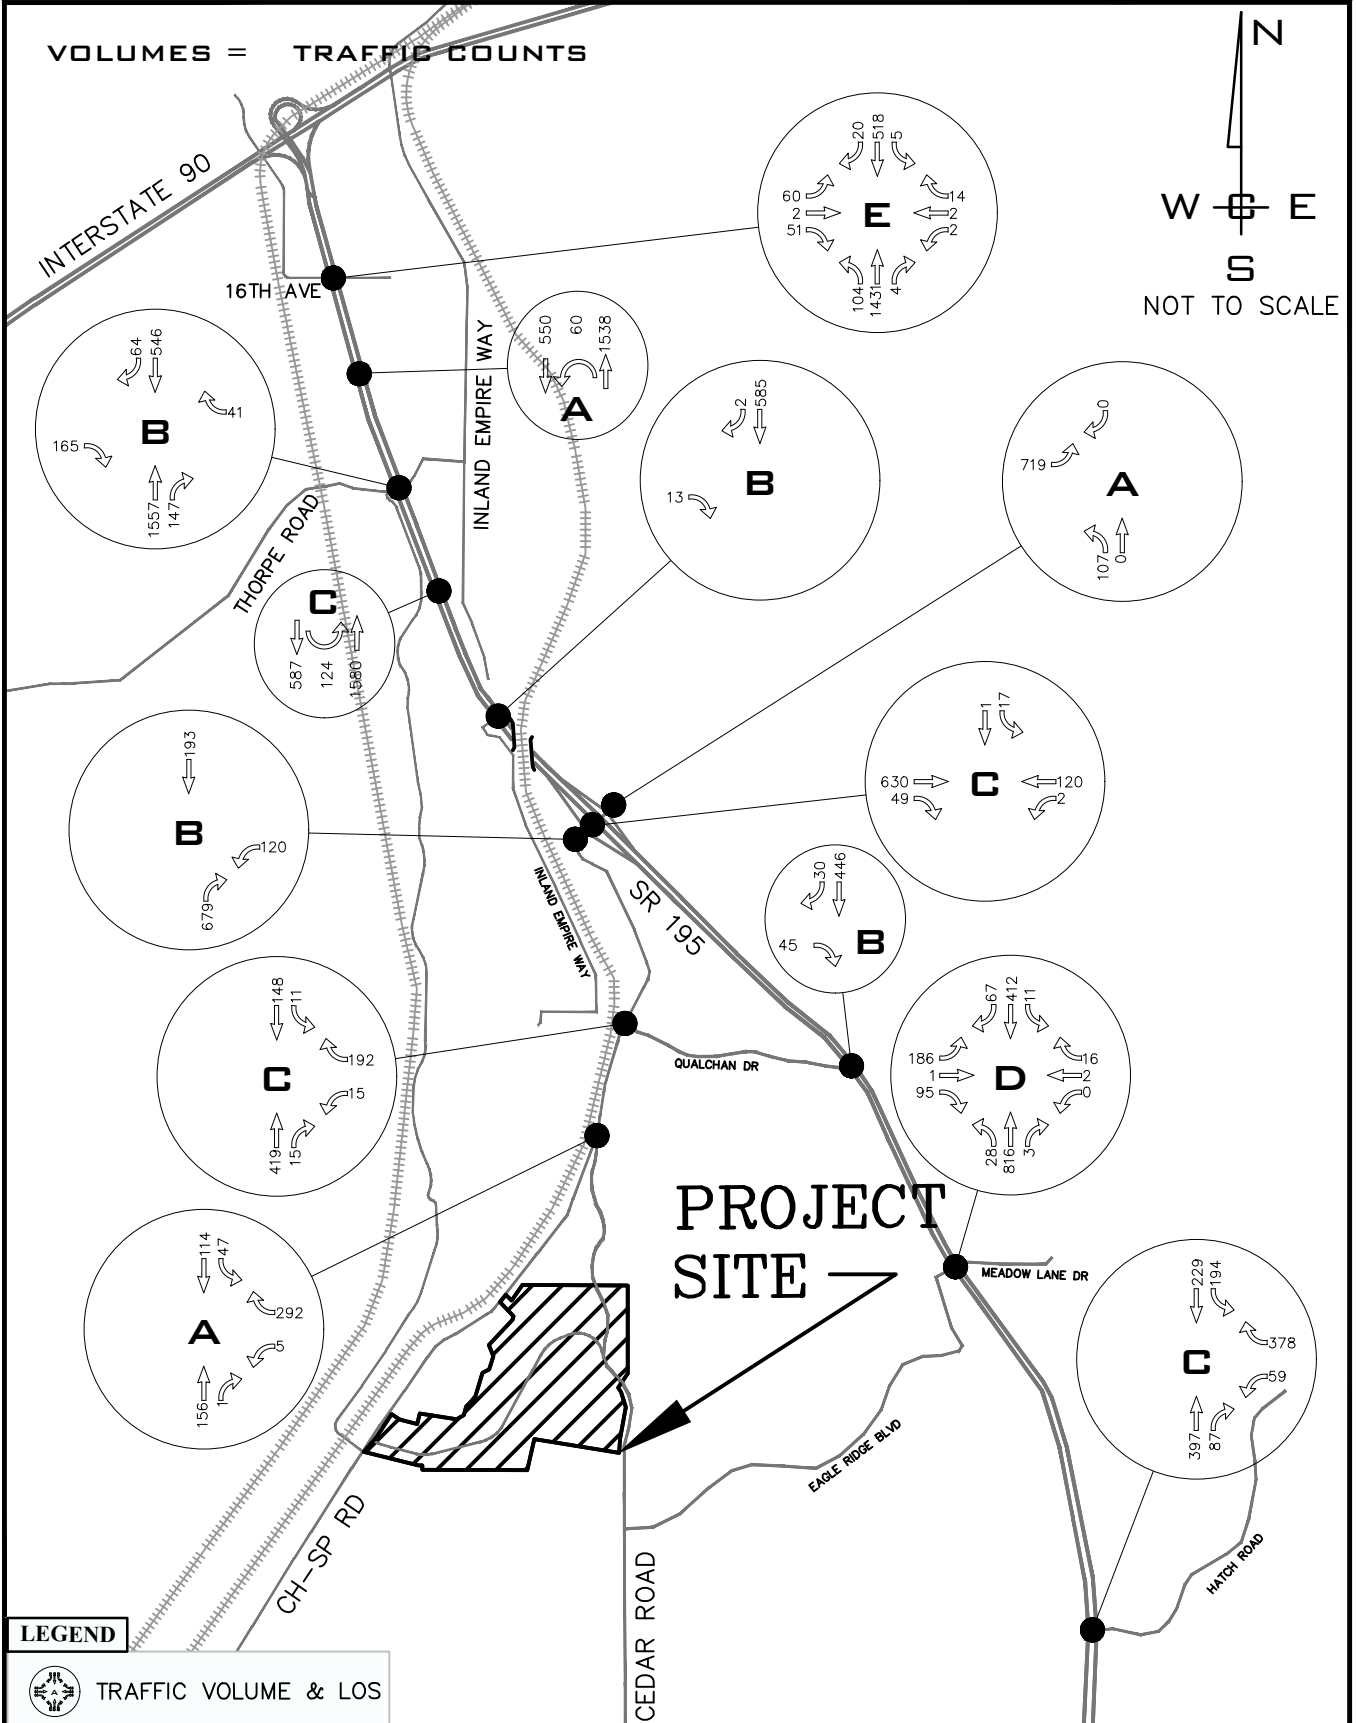 VOLUMES = TRAFFIC COUNTS
N
W C E
S
NOT TO SCALE
INTERSTATE 90
16TH AVE
20 518 5
60 14
2 E 2
51 2
104 1431 4
550 60 1538
A
INLAND EMPIRE WAY
64 546
41
B
165
1557 147
2 585
B
13
0
719
A
107 0
THORPE ROAD
C
587 124 1580
1 17
630 C 120
49 2
193
B
120
679
INLAND EMPIRE WAY
SR 195
30 446
45 B
148 11
192
C
15
419 15
QUALCHAN DR
67 412 11
186 16
1 D 2
95 0
28 816 3
PROJECT
SITE
MEADOW LANE DR
114 47
292
A
5
156 1
229 194
378
C
59
397 87
EAGLE RIDGE BLVD
HATCH ROAD
CH-SP RD
CEDAR ROAD
LEGEND
A
TRAFFIC VOLUME & LOS